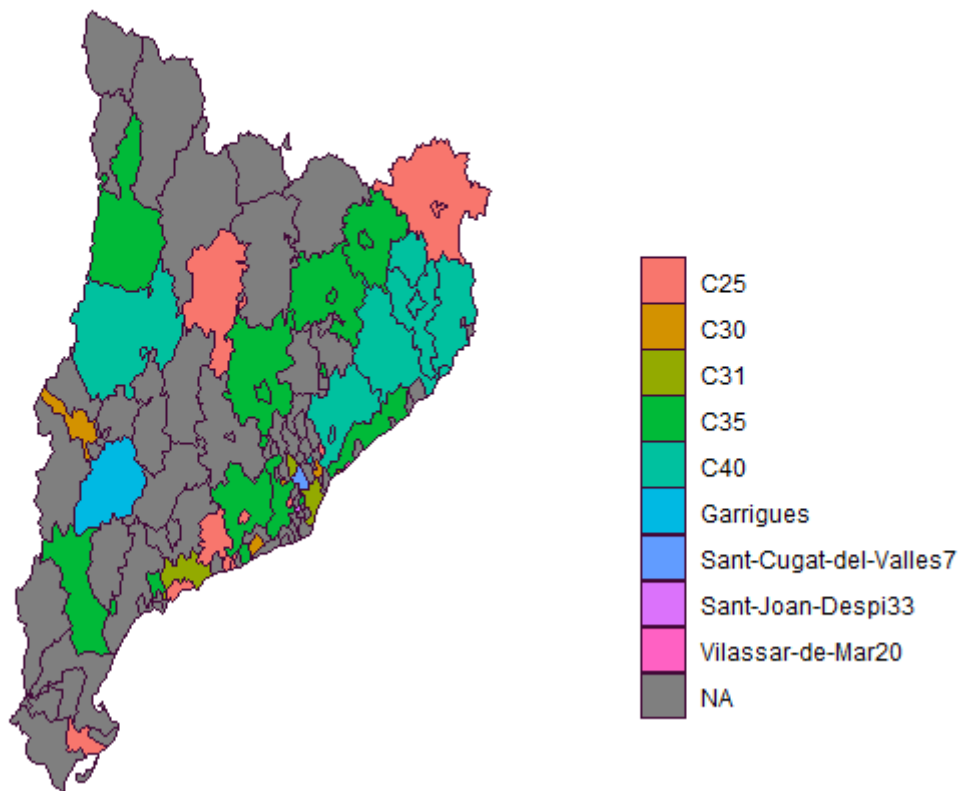 C25
C30
C31
C35
C40
Garrigues
Sant-Cugat-del-Valles7
Sant-Joan-Despi33
Vilassar-de-Mar20
NA